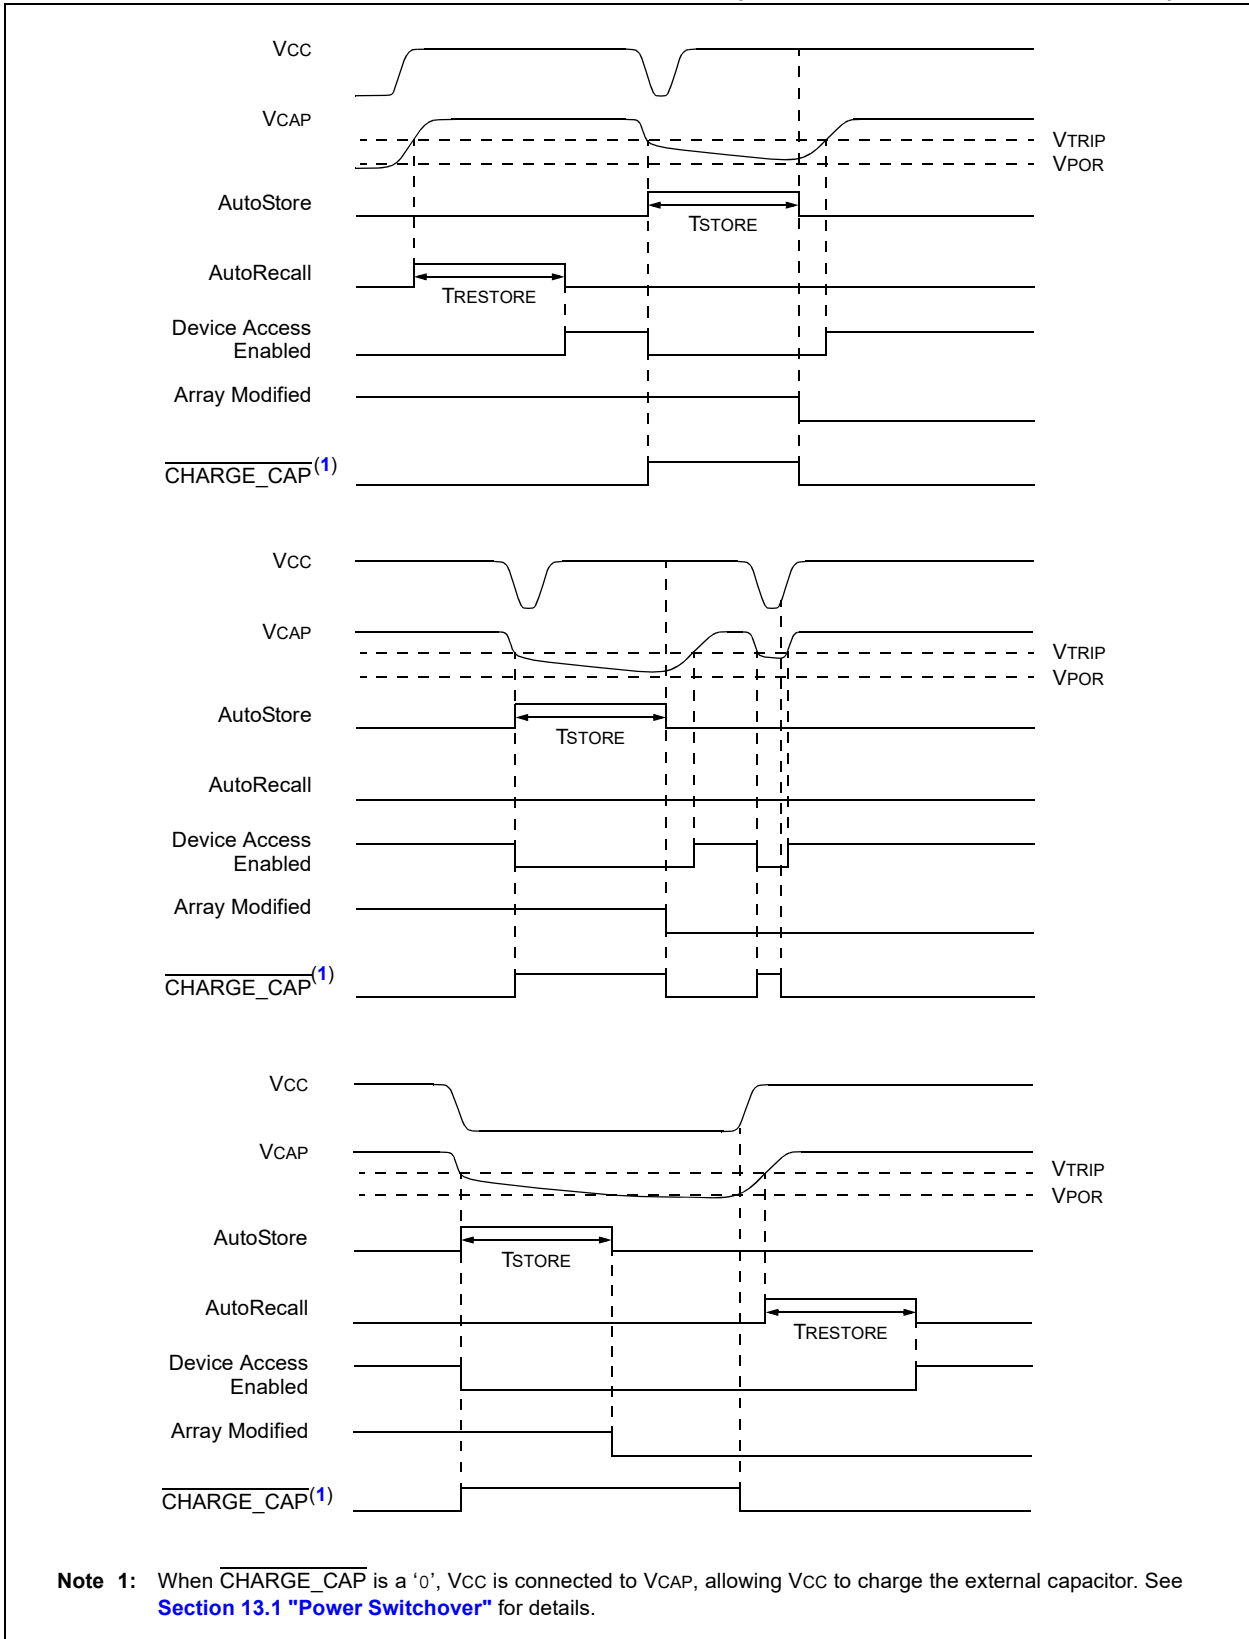 VCC
VCAP
VTRIP
VPOR
AutoStore
TSTORE
AutoRecall
TRESTORE
Device Access
Enabled
Array Modified
CHARGE_CAP(1)
VCC
VCAP
VTRIP
VPOR
AutoStore
TSTORE
AutoRecall
Device Access
Enabled
Array Modified
CHARGE_CAP(1)
VCC
VCAP
VTRIP
VPOR
AutoStore
TSTORE
AutoRecall
TRESTORE
Device Access
Enabled
Array Modified
CHARGE_CAP(1)
Note 1: When CHARGE_CAP is a ‘0’, VCC is connected to VCAP, allowing VCC to charge the external capacitor. See
Section 13.1 "Power Switchover" for details.